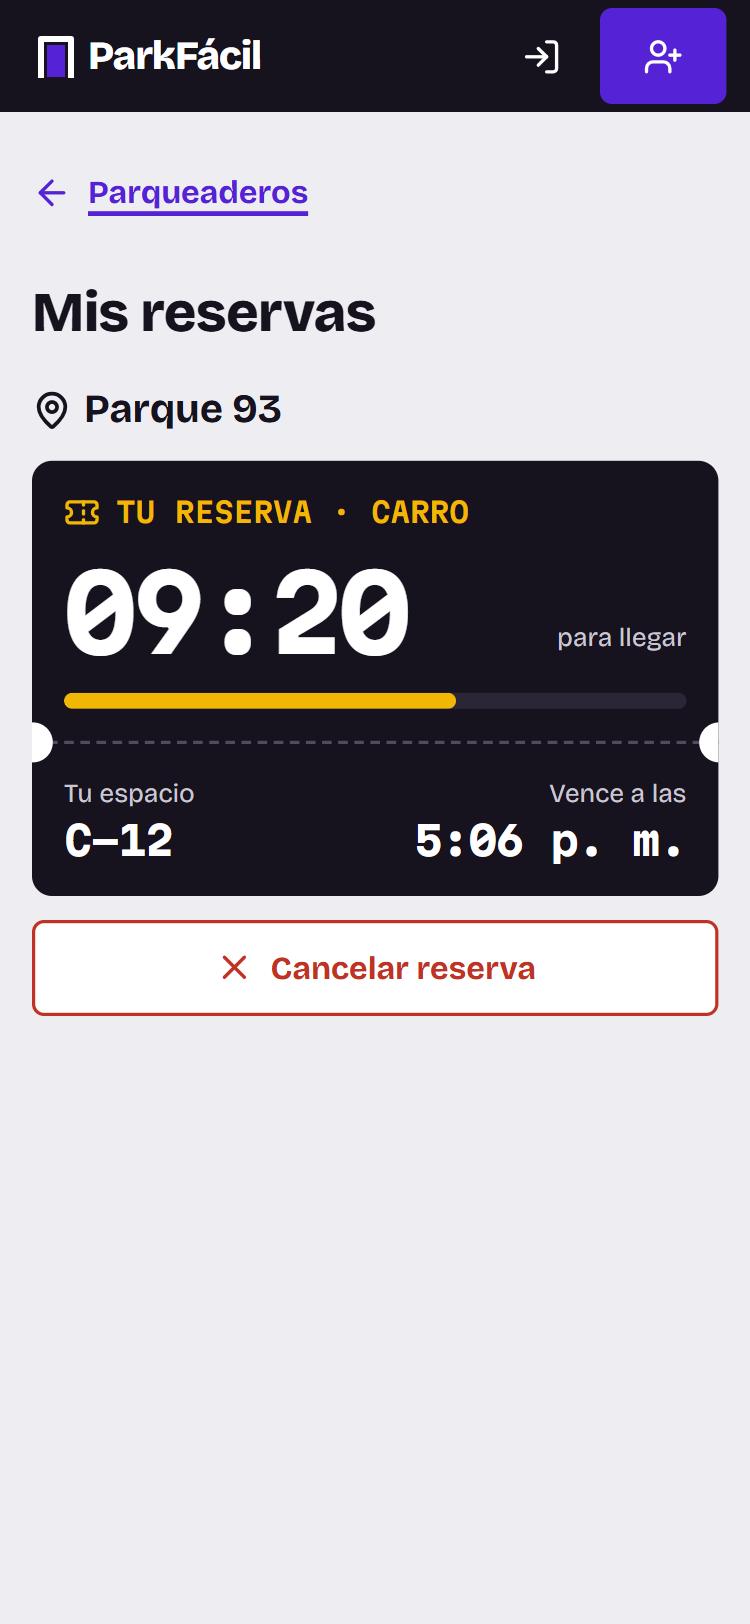 ParkFácil
Parqueaderos
Mis reservas
Parque 93
TU RESERVA · CARRO
09:20
para llegar
Tu espacio
Vence a las
C–12
5:06 p. m.
Cancelar reserva